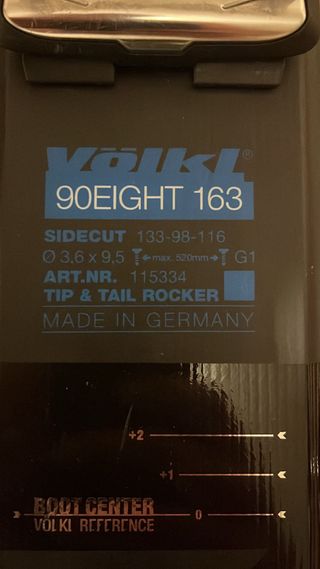 Völkl®
90EIGHT 163
SIDECUT 133-98-116
Ø 3,6 x 9,5 ←max. 520mm→ G1
ART.NR. 115334
TIP & TAIL ROCKER
MADE IN GERMANY
+2
+1
BOOT CENTER
VÖLKL REFERENCE 0